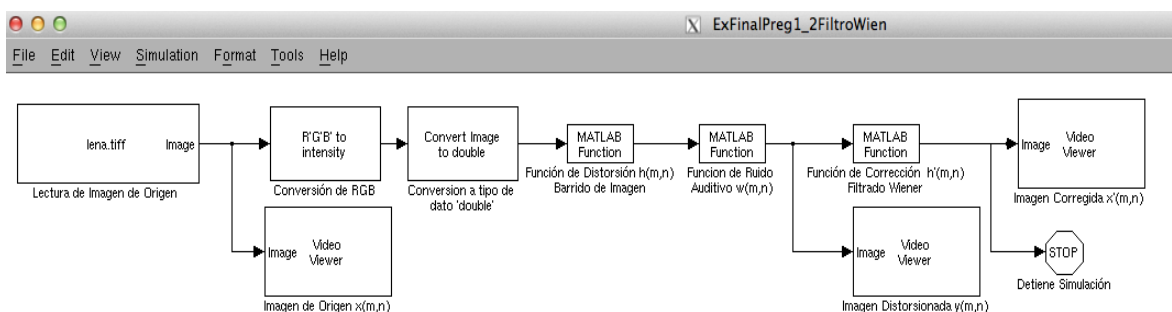 X ExFinalPreg1_2FiltroWien
File Edit View Simulation Format Tools Help
lena.tiff
Image
Lectura de Imagen de Origen
R'G'B' to
intensity
Conversión de RGB
Convert Image
to double
Conversion a tipo de
dato 'double'
MATLAB
Function
Función de Distorsión h(m,n)
Barrido de Imagen
MATLAB
Function
Funcion de Ruido
Auditivo w(m,n)
MATLAB
Function
Función de Corrección h'(m,n)
Filtrado Wiener
Image
Video
Viewer
Imagen Corregida x'(m,n)
Image
Video
Viewer
Imagen de Origen x(m,n)
Image
Video
Viewer
Imagen Distorsionada y(m,n)
STOP
Detiene Simulación